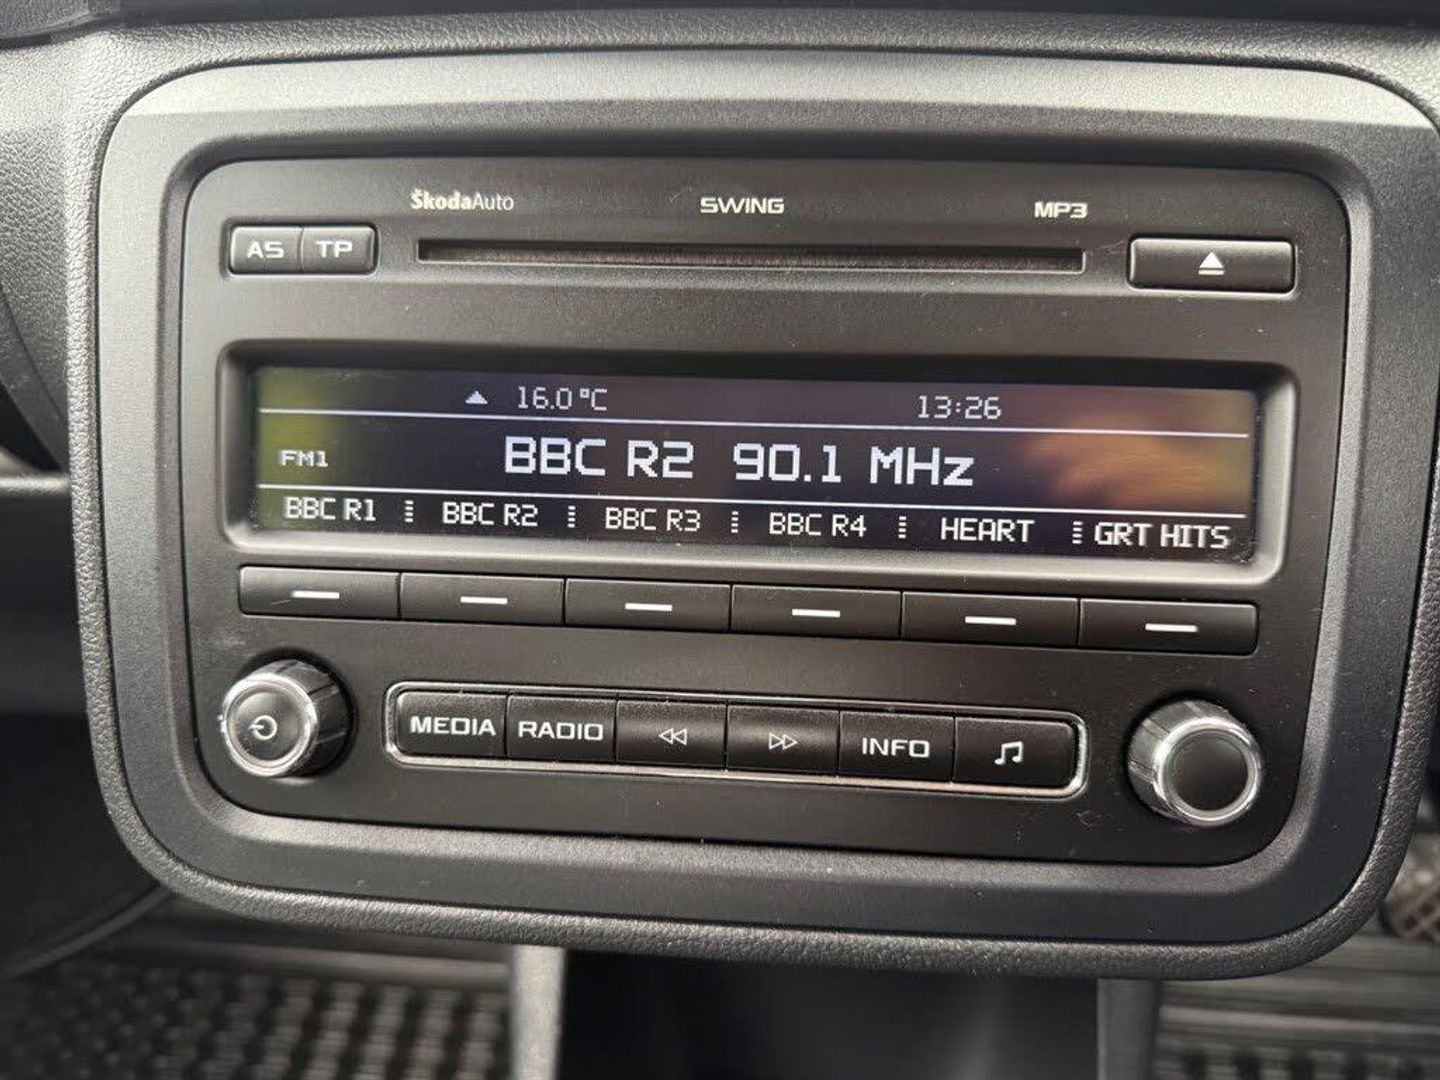 ŠkodaAuto SWING MP3
AS TP
16.0 °C 13:26
FM1 BBC R2 90.1 MHz
BBC R1 BBC R2 BBC R3 BBC R4 HEART GRT HITS
MEDIA RADIO INFO